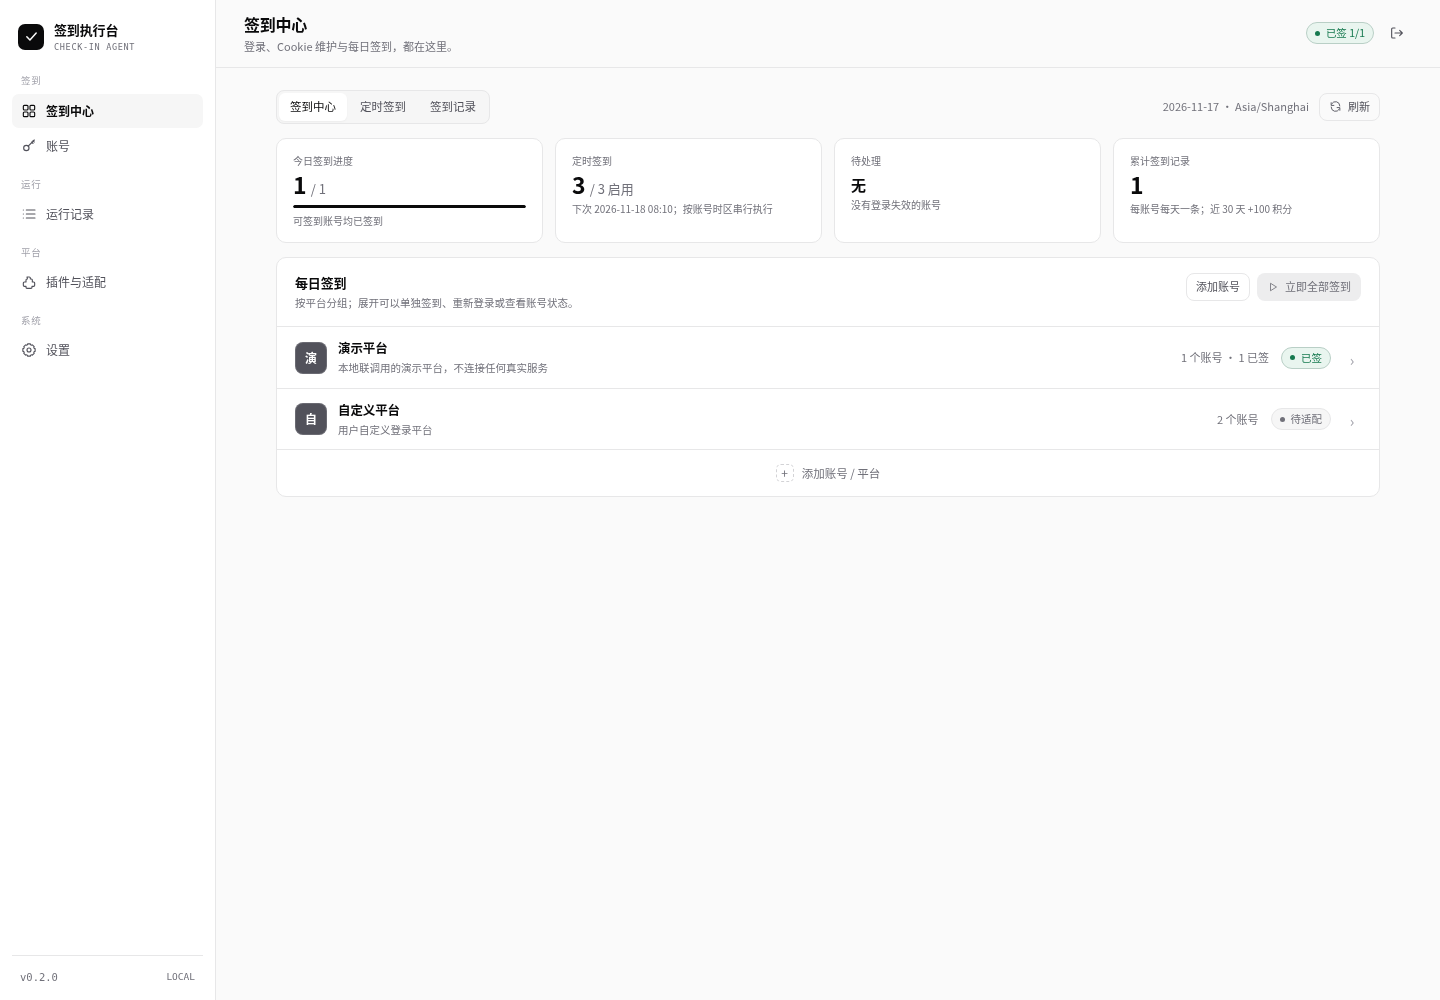 签到执行台
CHECK-IN AGENT
签到
签到中心
账号
运行
运行记录
平台
插件与适配
系统
设置
v0.2.0
LOCAL
签到中心
登录、Cookie 维护与每日签到，都在这里。
已签 1/1
签到中心
定时签到
签到记录
2026-11-17 · Asia/Shanghai
刷新
今日签到进度
1 / 1
可签到账号均已签到
定时签到
3 / 3 启用
下次 2026-11-18 08:10；按账号时区串行执行
待处理
无
没有登录失效的账号
累计签到记录
1
每账号每天一条；近 30 天 +100 积分
每日签到
按平台分组；展开可以单独签到、重新登录或查看账号状态。
添加账号
立即全部签到
演
演示平台
本地联调用的演示平台，不连接任何真实服务
1 个账号 · 1 已签
已签
自
自定义平台
用户自定义登录平台
2 个账号
待适配
+ 添加账号 / 平台